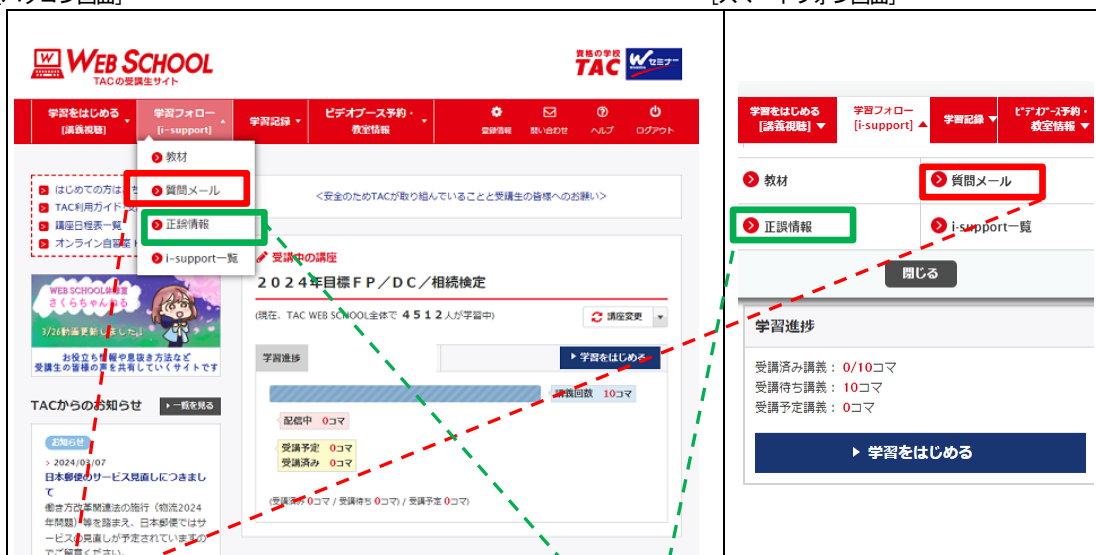 WEB SCHOOL
TACの受講生サイト
資格の学校
TAC
Wセミナー
学習をはじめる
[講義視聴]
学習フォロー
[i-support]
学習記録
ビデオブース予約・
教室情報
登録情報
問い合わせ
ヘルプ
ログアウト
教材
質問メール
正誤情報
i-support一覧
はじめての方は
TAC利用ガイド
講座日程表一覧
オンライン自習室
<安全のためTACが取り組んでいることと受講生の皆様へのお願い>
WEB SCHOOL
さくらちゃんねる
3/26動画更新しました♪
お役立ち情報や息抜き方法など
受講生の皆様の声を共有していくサイトです
受講中の講座
2024年目標FP/DC/相続検定
(現在、TAC WEB SCHOOL全体で 4512人が学習中)
講座変更
学習進捗
学習をはじめる
講義回数 10コマ
配信中 0コマ
受講予定 0コマ
受講済み 0コマ
(受講済み 0コマ / 受講待ち 0コマ) / 受講予定 0コマ)
TACからのお知らせ
一覧を見る
お知らせ
2024/03/07
日本郵便のサービス見直しにつきまし
て
働き方改革関連法の施行（物流2024
年問題）等を踏まえ、日本郵便ではサ
ービスの見直しが予定されていますの
でご留意ください。
学習をはじめる
[講義視聴]▼
学習フォロー
[i-support]▲
学習記録▼
ビデオブース予約・
教室情報▼
教材
質問メール
正誤情報
i-support一覧
閉じる
学習進捗
受講済み講義： 0/10コマ
受講待ち講義： 10コマ
受講予定講義： 0コマ
学習をはじめる